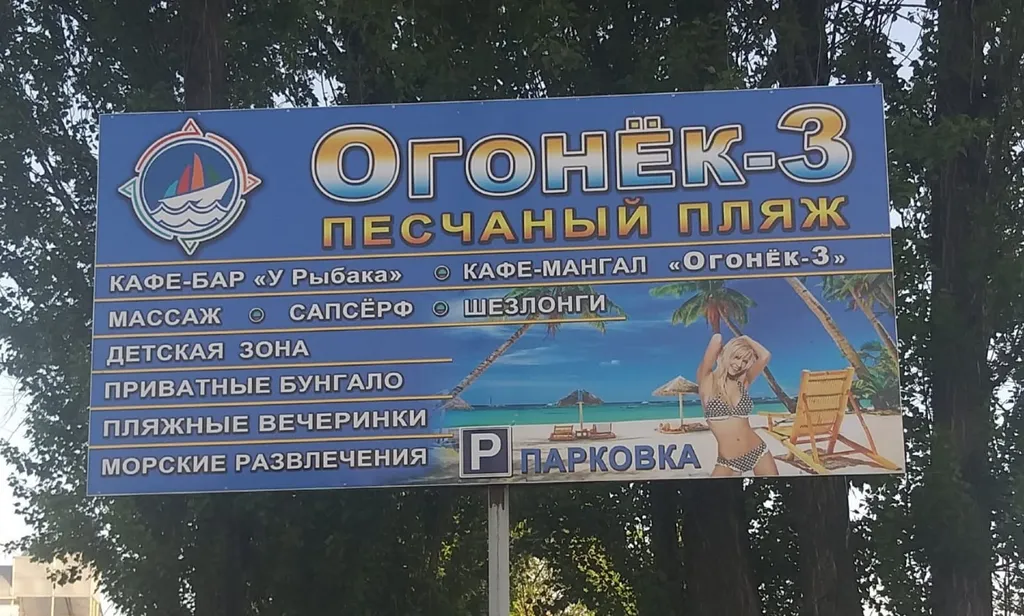 Огонёк-3
ПЕСЧАНЫЙ ПЛЯЖ
КАФЕ-БАР «У Рыбака» КАФЕ-МАНГАЛ «Огонёк-3»
МАССАЖ САПСЁРФ ШЕЗЛОНГИ
ДЕТСКАЯ ЗОНА
ПРИВАТНЫЕ БУНГАЛО
ПЛЯЖНЫЕ ВЕЧЕРИНКИ
МОРСКИЕ РАЗВЛЕЧЕНИЯ
P ПАРКОВКА